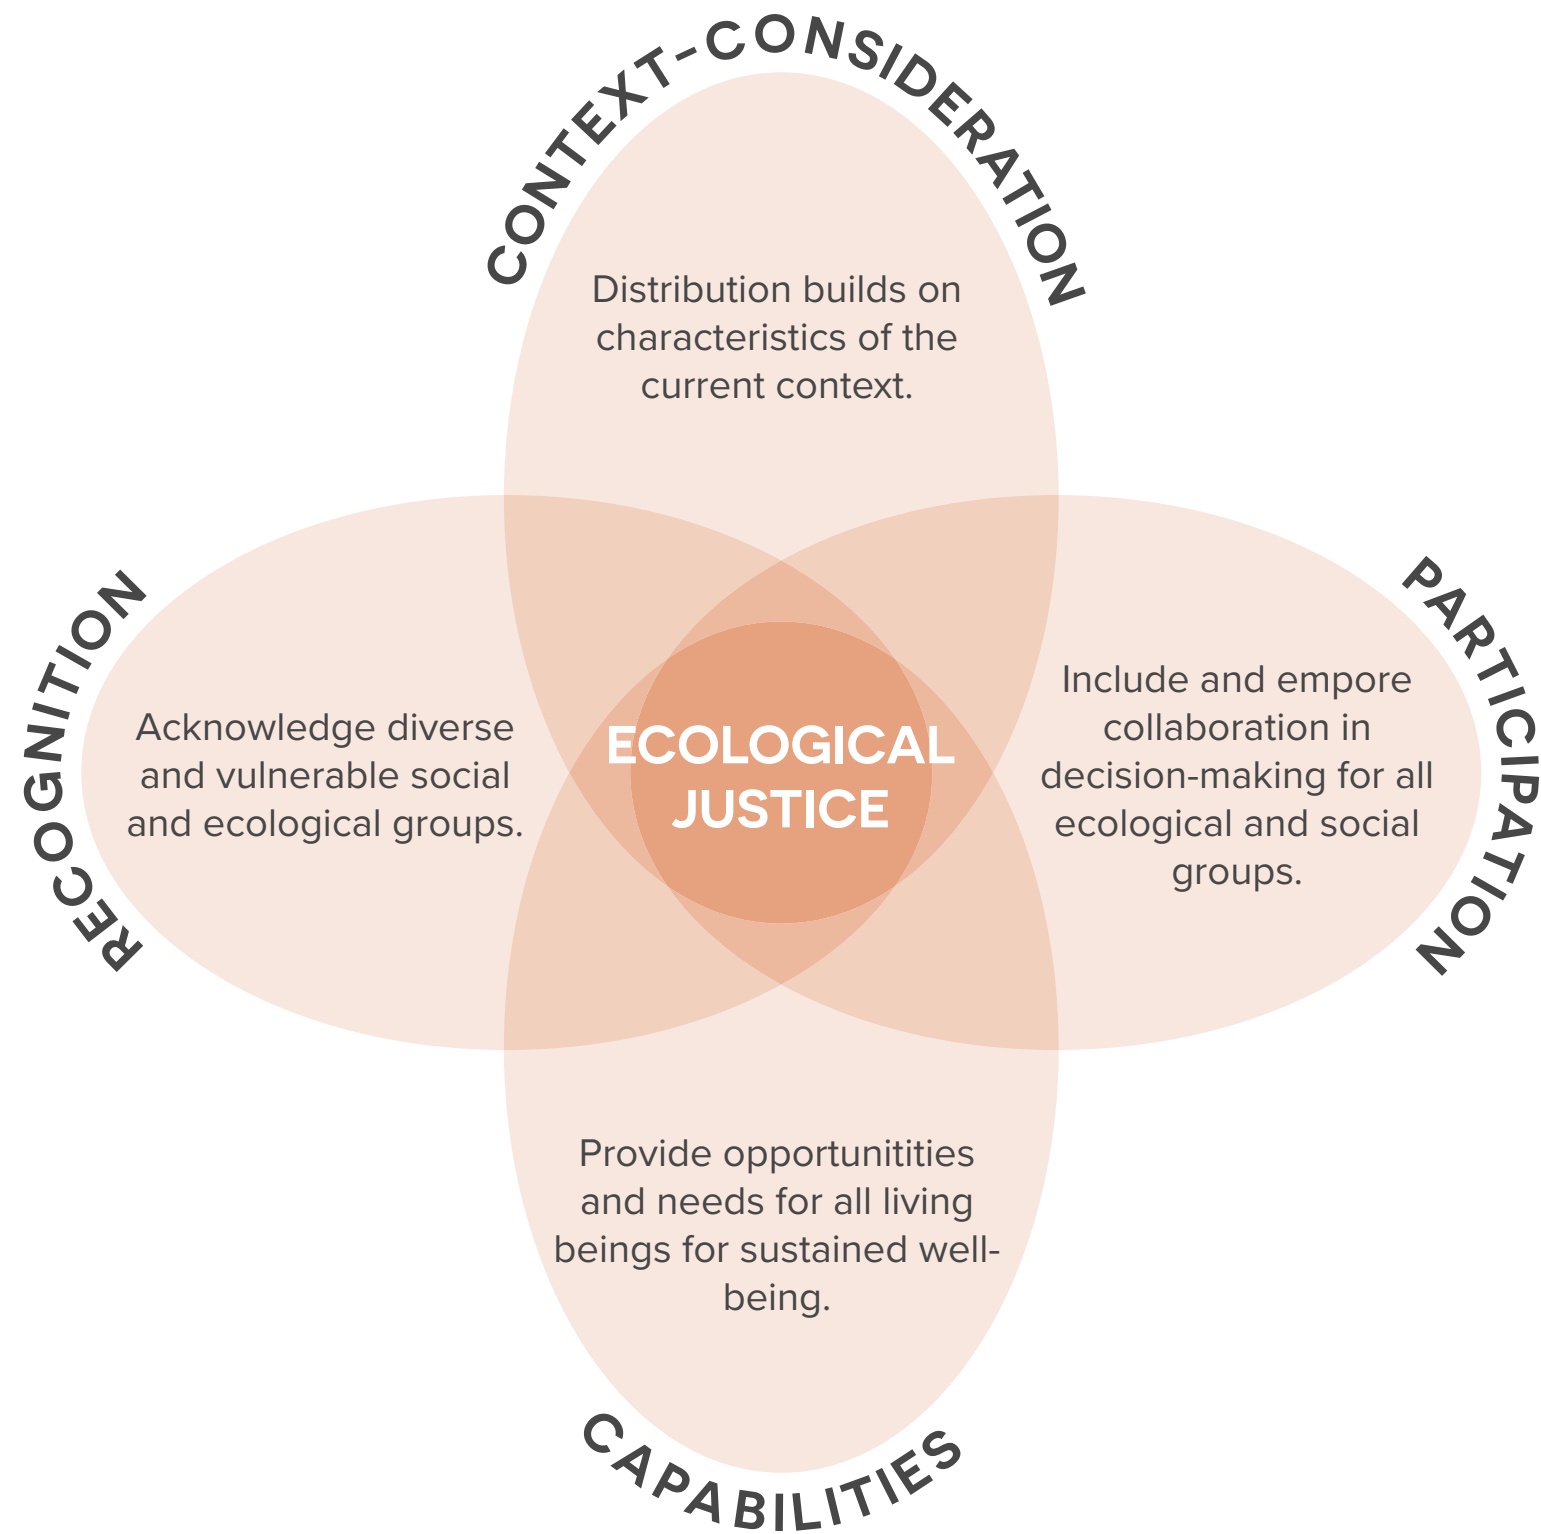 CONTEXT-CONSIDERATION
Distribution builds on
characteristics of the
current context.
RECOGNITION
Acknowledge diverse
and vulnerable social
and ecological groups.
ECOLOGICAL
JUSTICE
PARTICIPATION
Include and empore
collaboration in
decision-making for all
ecological and social
groups.
Provide opportunitities
and needs for all living
beings for sustained well-
being.
CAPABILITIES